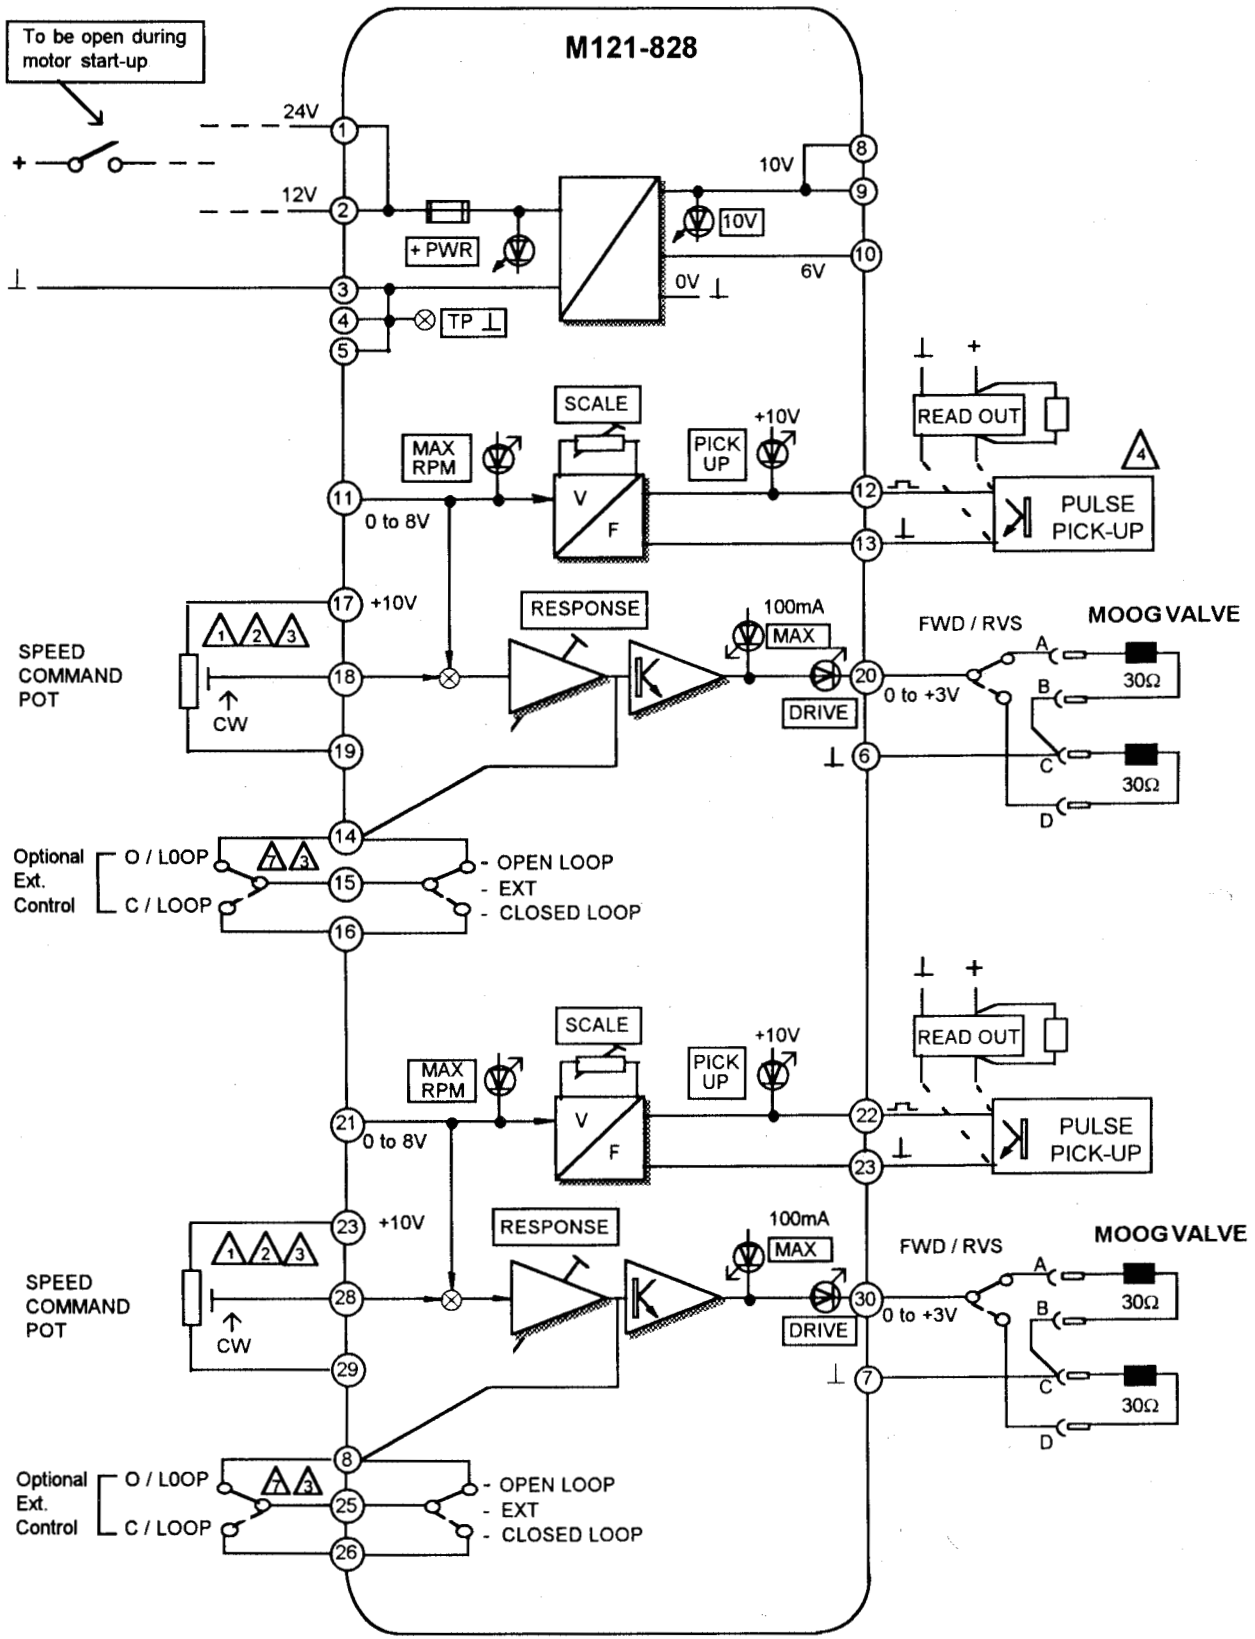 To be open during
motor start-up
M121-828
24V
1
8
10V
+
12V
2
9
+ PWR
10V
10
6V
0V
3
4
TP
5
+
SCALE
READ OUT
+10V
MAX
RPM
PICK
UP
4
11
V
12
PULSE
PICK-UP
0 to 8V
F
13
17
+10V
RESPONSE
100mA
MAX
FWD / RVS
MOOG VALVE
1 2 3
A
SPEED
COMMAND
POT
18
20
0 to +3V
30Ω
B
CW
DRIVE
19
6
C
30Ω
D
14
Optional
Ext.
Control
O / L0OP
7 3
- OPEN LOOP
15
- EXT
C / LOOP
- CLOSED LOOP
16
+
SCALE
READ OUT
+10V
MAX
RPM
PICK
UP
21
V
22
PULSE
PICK-UP
0 to 8V
F
23
23
+10V
RESPONSE
100mA
MAX
FWD / RVS
MOOG VALVE
1 2 3
A
SPEED
COMMAND
POT
28
30
0 to +3V
30Ω
B
CW
DRIVE
29
7
C
30Ω
D
8
Optional
Ext.
Control
O / L0OP
7 3
- OPEN LOOP
25
- EXT
C / LOOP
- CLOSED LOOP
26